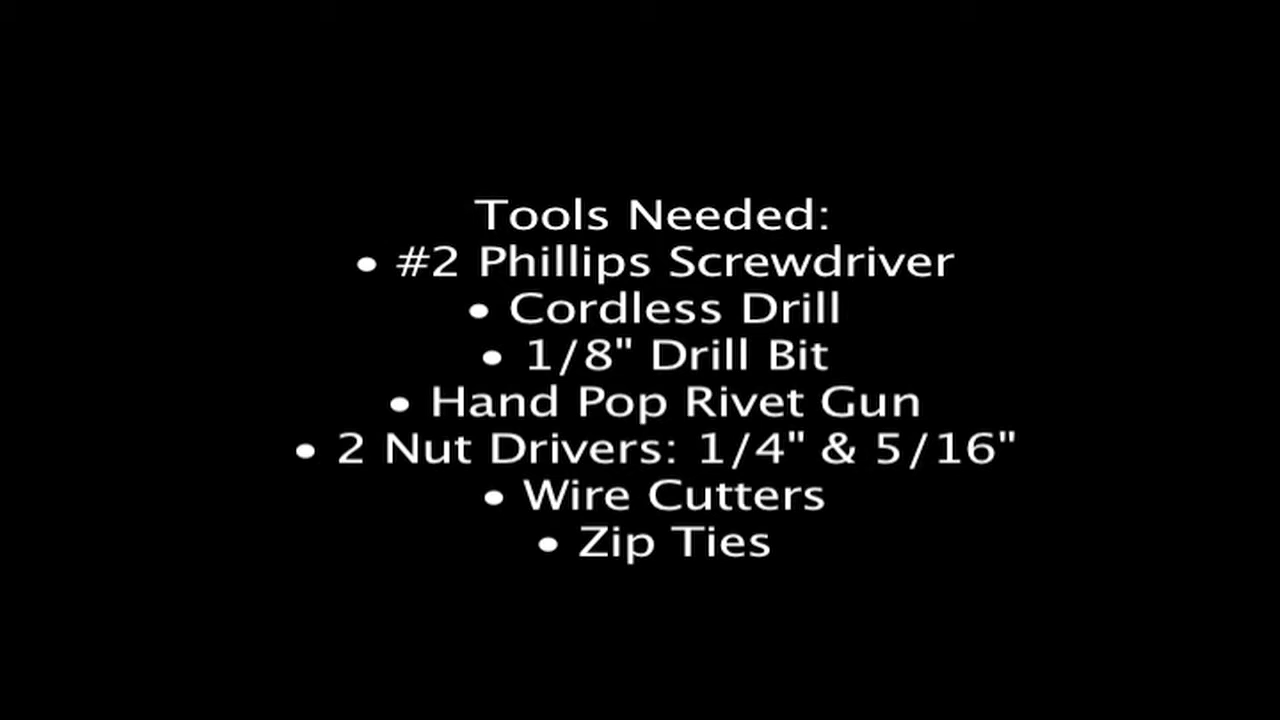 Tools Needed:
• #2 Phillips Screwdriver
• Cordless Drill
• 1/8" Drill Bit
• Hand Pop Rivet Gun
• 2 Nut Drivers: 1/4" & 5/16"
• Wire Cutters
• Zip Ties